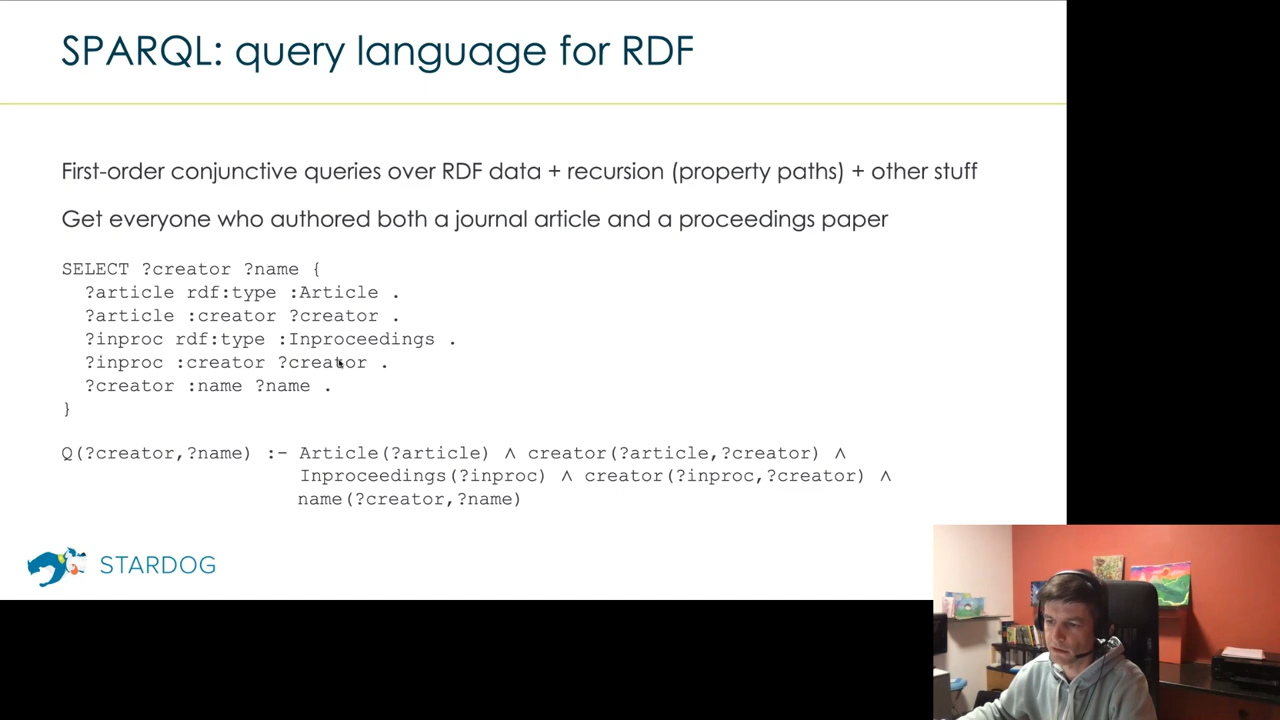 SPARQL: query language for RDF
First-order conjunctive queries over RDF data + recursion (property paths) + other stuff
Get everyone who authored both a journal article and a proceedings paper
SELECT ?creator ?name {
?article rdf:type :Article .
?article :creator ?creator .
?inproc rdf:type :Inproceedings .
?inproc :creator ?creator .
?creator :name ?name .
}
Q(?creator,?name) :- Article(?article) ∧ creator(?article,?creator) ∧
Inproceedings(?inproc) ∧ creator(?inproc,?creator) ∧
name(?creator,?name)
STARDOG